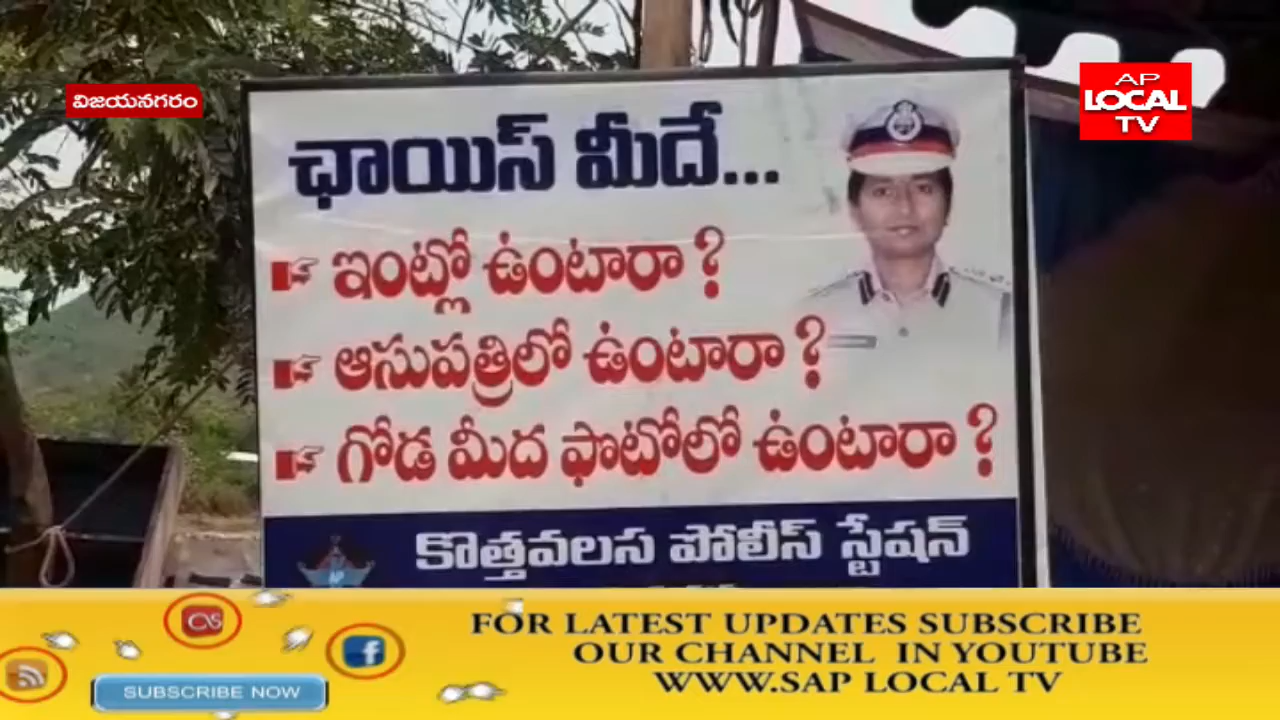 విజయనగరం
AP
LOCAL
TV
ఛాయిస్ మీదే...
ఇంట్లో ఉంటారా ?
ఆసుపత్రిలో ఉంటారా ?
గోడ మీద ఫొటోలో ఉంటారా ?
కొత్తవలస పోలీస్ స్టేషన్
FOR LATEST UPDATES SUBSCRIBE
OUR CHANNEL IN YOUTUBE
WWW.SAP LOCAL TV
SUBSCRIBE NOW